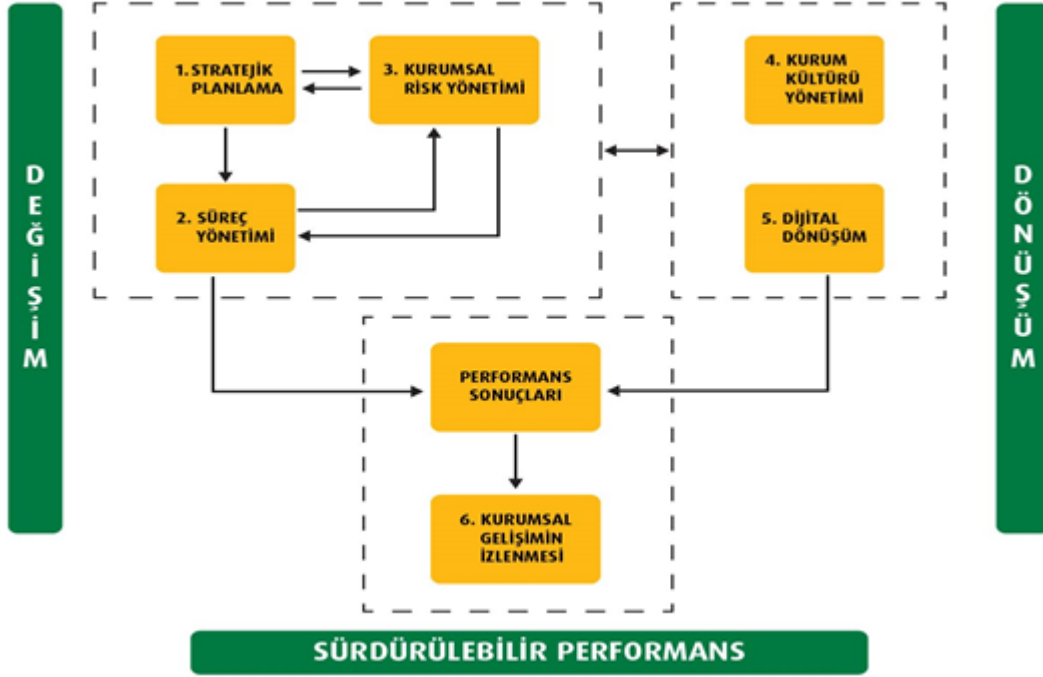 DEĞİŞİM
1. STRATEJİK
PLANLAMA
3. KURUMSAL
RİSK YÖNETİMİ
2. SÜREÇ
YÖNETİMİ
4. KURUM
KÜLTÜRÜ
YÖNETİMİ
5. DİJİTAL
DÖNÜŞÜM
DÖNÜŞÜM
PERFORMANS
SONUÇLARI
6. KURUMSAL
GELİŞİMİN
İZLENMESİ
SÜRDÜRÜLEBİLİR PERFORMANS